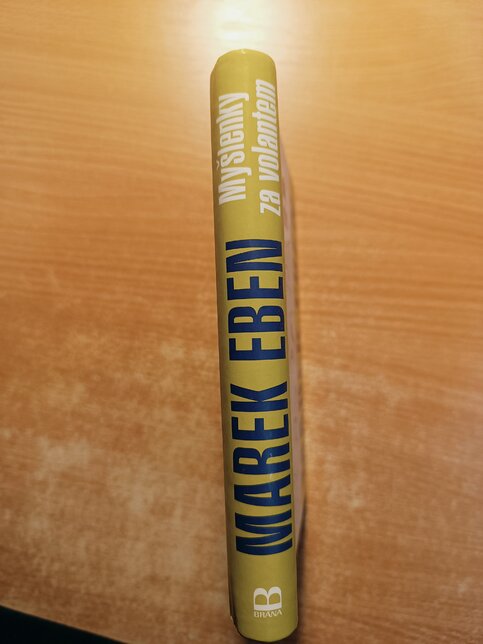 MAREK EBEN
Myšlenky
za volantem
B
BRÁNA